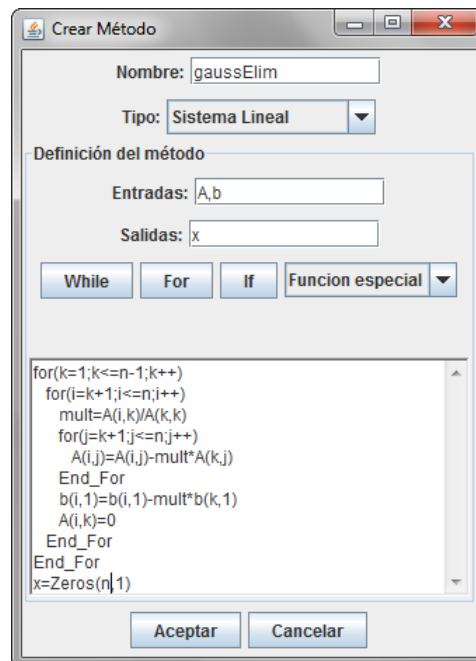 Crear Método
Nombre: gaussElim
Tipo: Sistema Lineal
Definición del método
Entradas: A,b
Salidas: x
While For If Funcion especial
for(k=1;k<=n-1;k++)
for(i=k+1;i<=n;i++)
mult=A(i,k)/A(k,k)
for(j=k+1;j<=n;j++)
A(i,j)=A(i,j)-mult*A(k,j)
End_For
b(i,1)=b(i,1)-mult*b(k,1)
A(i,k)=0
End_For
End_For
x=Zeros(n,1)
Aceptar Cancelar